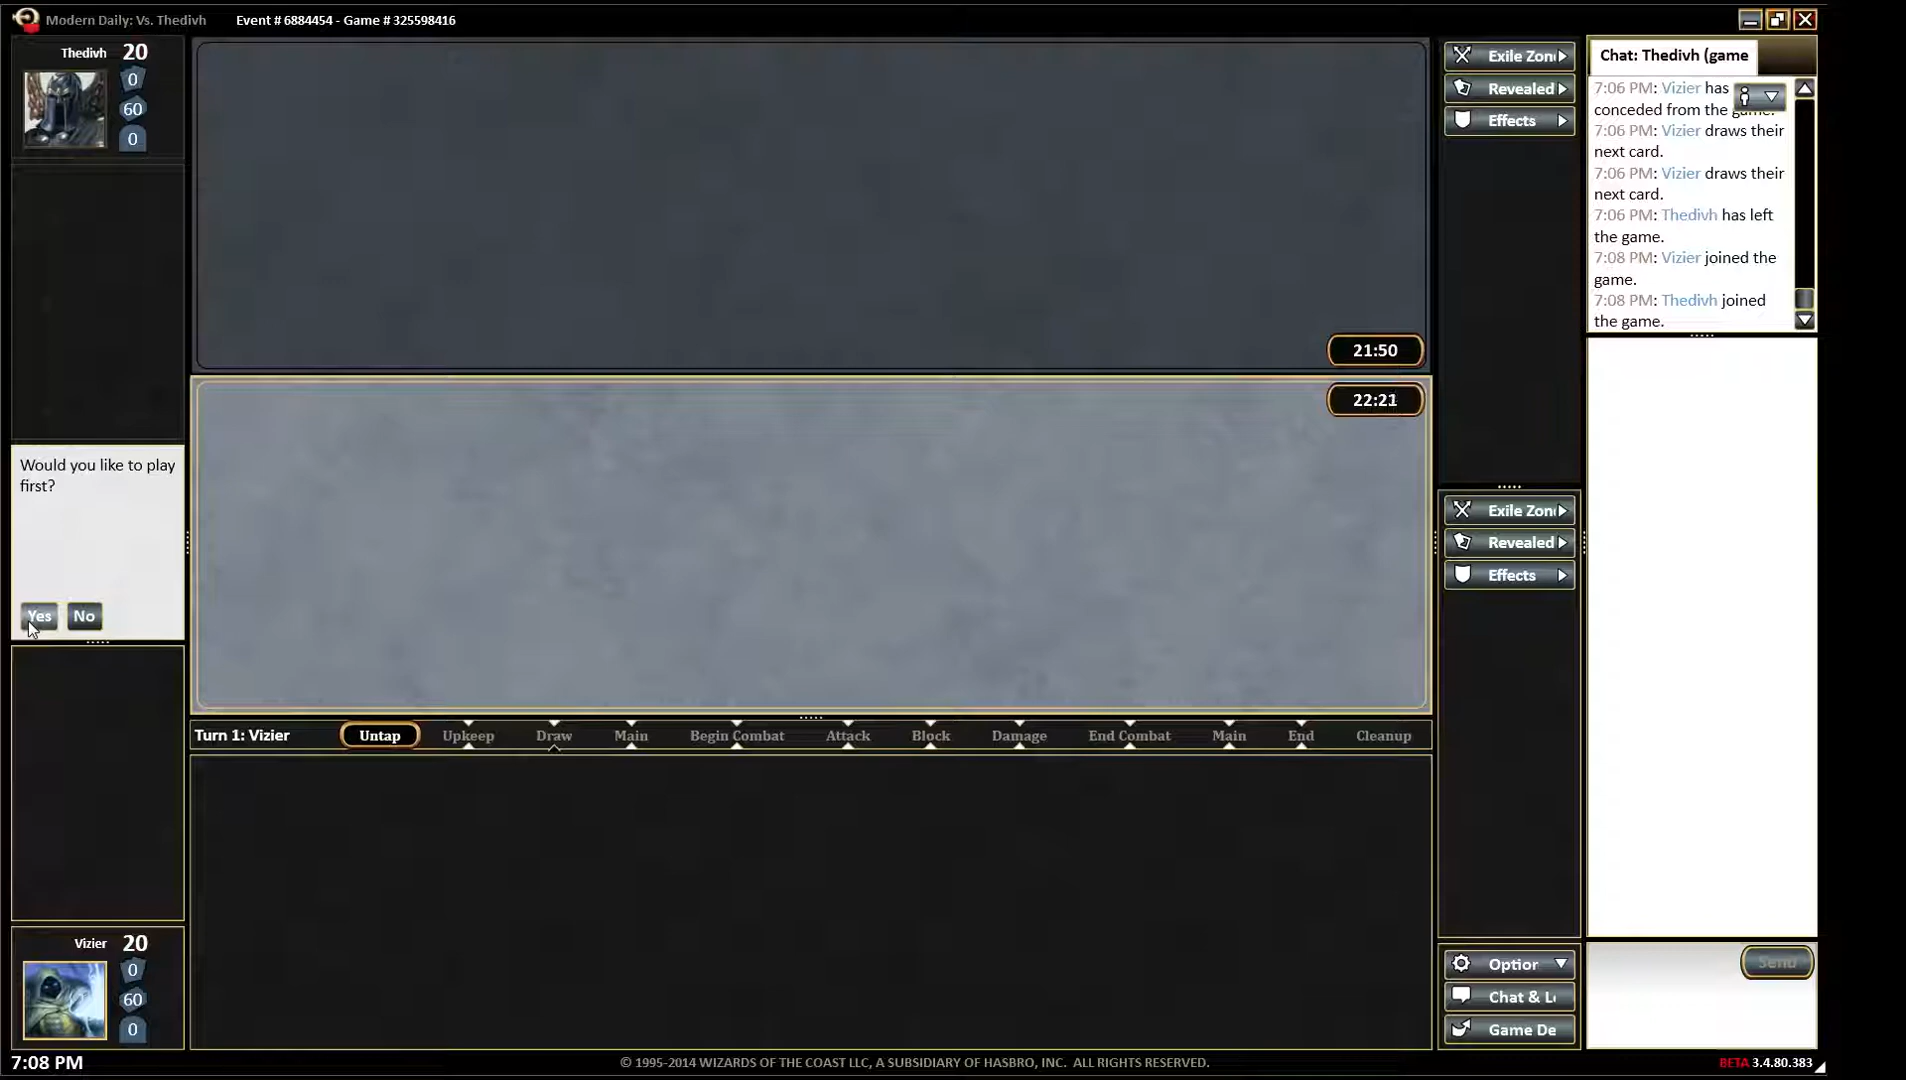 Modern Daily: Vs. Thedivh
Event # 6884454 - Game # 325598416
Thedivh 20
0
60
0
Exile Zon
Revealed
Effects
Chat: Thedivh (game
7:06 PM: Vizier has
conceded from the game.
7:06 PM: Vizier draws their
next card.
7:06 PM: Vizier draws their
next card.
7:06 PM: Thedivh has left
the game.
7:08 PM: Vizier joined the
game.
7:08 PM: Thedivh joined
the game.
21:50
22:21
Would you like to play
first?
Yes No
Exile Zon
Revealed
Effects
Turn 1: Vizier Untap Upkeep Draw Main Begin Combat Attack Block Damage End Combat Main End Cleanup
Vizier 20
0
60
0
Option
Chat & L
Game De
Send
7:08 PM
© 1995-2014 WIZARDS OF THE COAST LLC, A SUBSIDIARY OF HASBRO, INC. ALL RIGHTS RESERVED.
BETA 3.4.80.383